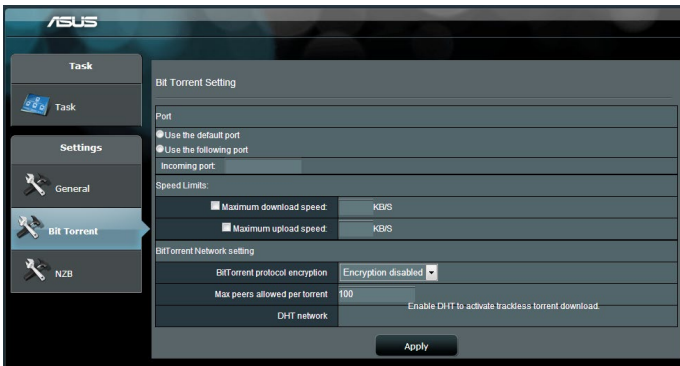 ASUS
Task
Task
Settings
General
Bit Torrent
NZB
Bit Torrent Setting
Port
Use the default port
Use the following port
Incoming port:
Speed Limits:
Maximum download speed: KB/S
Maximum upload speed: KB/S
BitTorrent Network setting
BitTorrent protocol encryption Encryption disabled
Max peers allowed per torrent 100
DHT network Enable DHT to activate trackless torrent download.
Apply